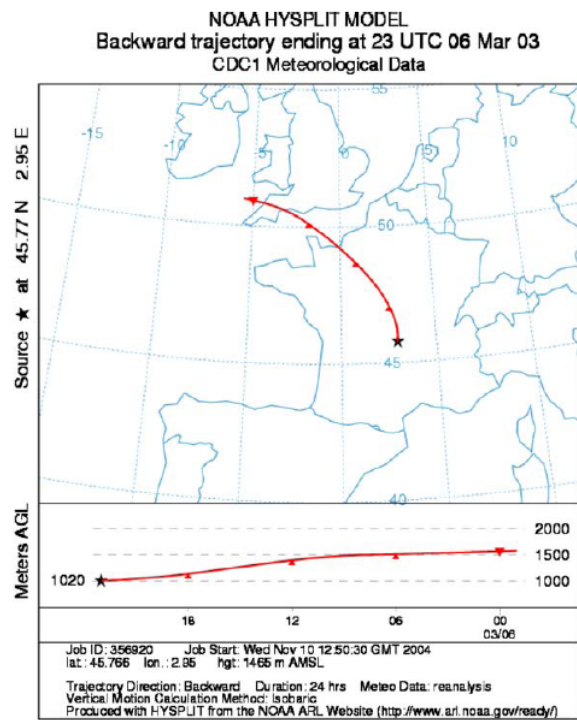 NOAA HYSPLIT MODEL
Backward trajectory ending at 23 UTC 06 Mar 03
CDC1 Meteorological Data
Source ★ at 45.77 N 2.95 E
-15
-10
5
0
5
10
55
50
45
40
Meters AGL
2000
1500
1000
1020
18
12
06
00
03/06
Job ID: 356920 Job Start: Wed Nov 10 12:50:30 GMT 2004
lat.: 45.766 lon.: 2.95 hgt: 1465 m AMSL
Trajectory Direction: Backward Duration: 24 hrs Meteo Data: reanalysis
Vertical Motion Calculation Method: Isobaric
Produced with HYSPLIT from the NOAA ARL Website (http://www.arl.noaa.gov/ready/)